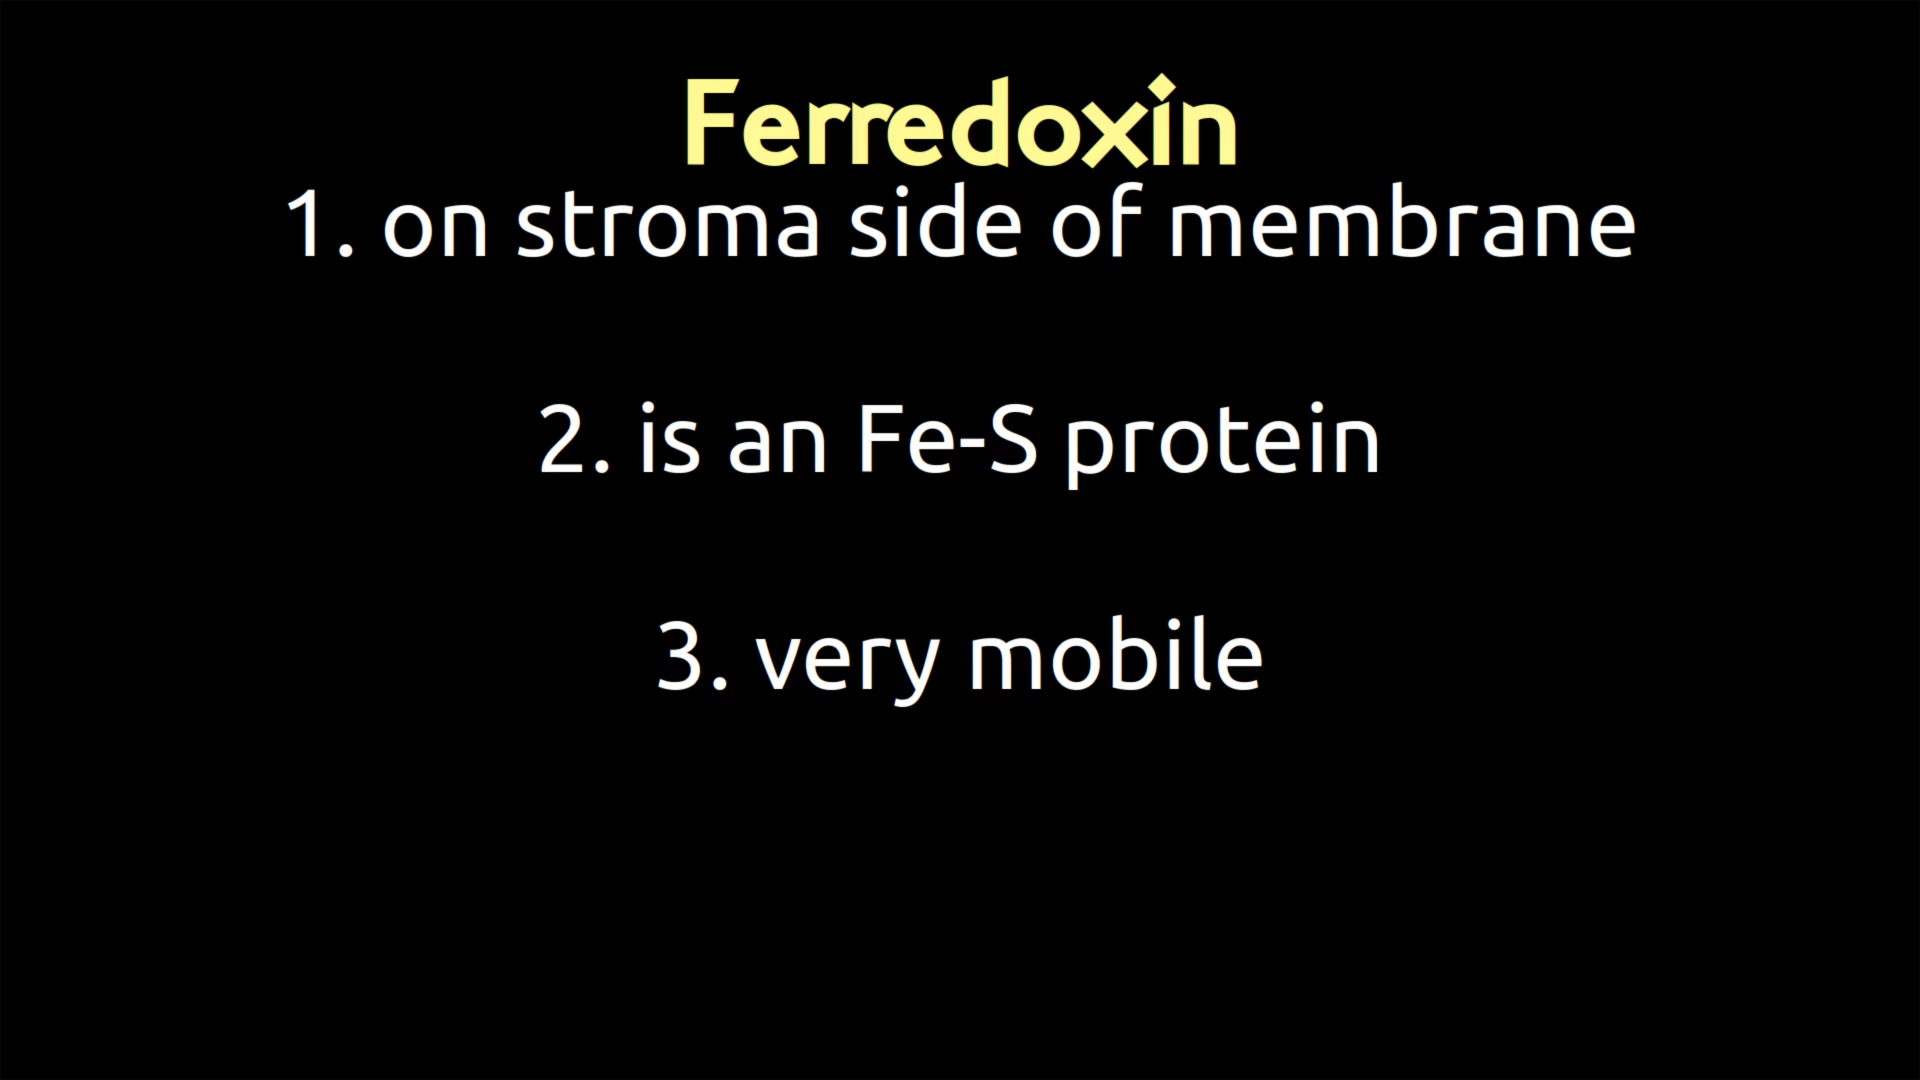 Ferredoxin
1. on stroma side of membrane
2. is an Fe-S protein
3. very mobile